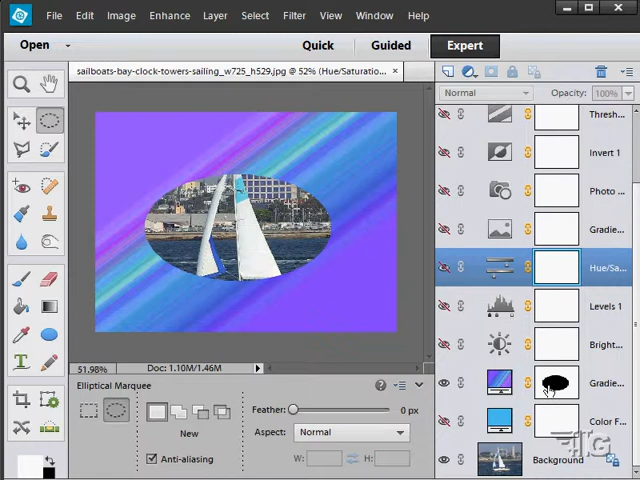 File Edit Image Enhance Layer Select Filter View Window Help
Open Quick Guided Expert
sailboats-bay-clock-towers-sailing_w725_h529.jpg @ 52% (Hue/Saturatio... ×
Normal Opacity: 100%
Thresh...
Invert 1
Photo ...
Gradie...
Hue/Sa...
Levels 1
Bright...
Gradie...
Color F...
Background
51.98% Doc: 1.10M/1.46M
Elliptical Marquee
New
Feather: 0 px
Aspect: Normal
Anti-aliasing W: H: